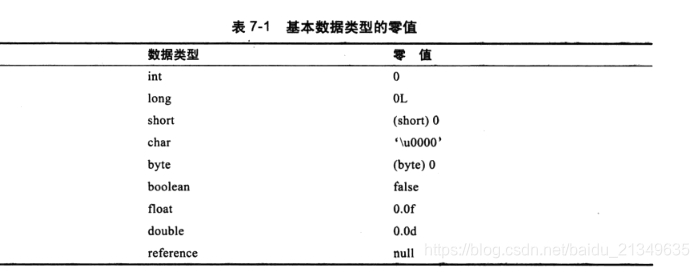 表 7-1 基本数据类型的零值
数据类型 零 值
int 0
long 0L
short (short) 0
char ‘\u0000’
byte (byte) 0
boolean false
float 0.0f
double 0.0d
reference null
https://blog.csdn.net/baidu_21349635